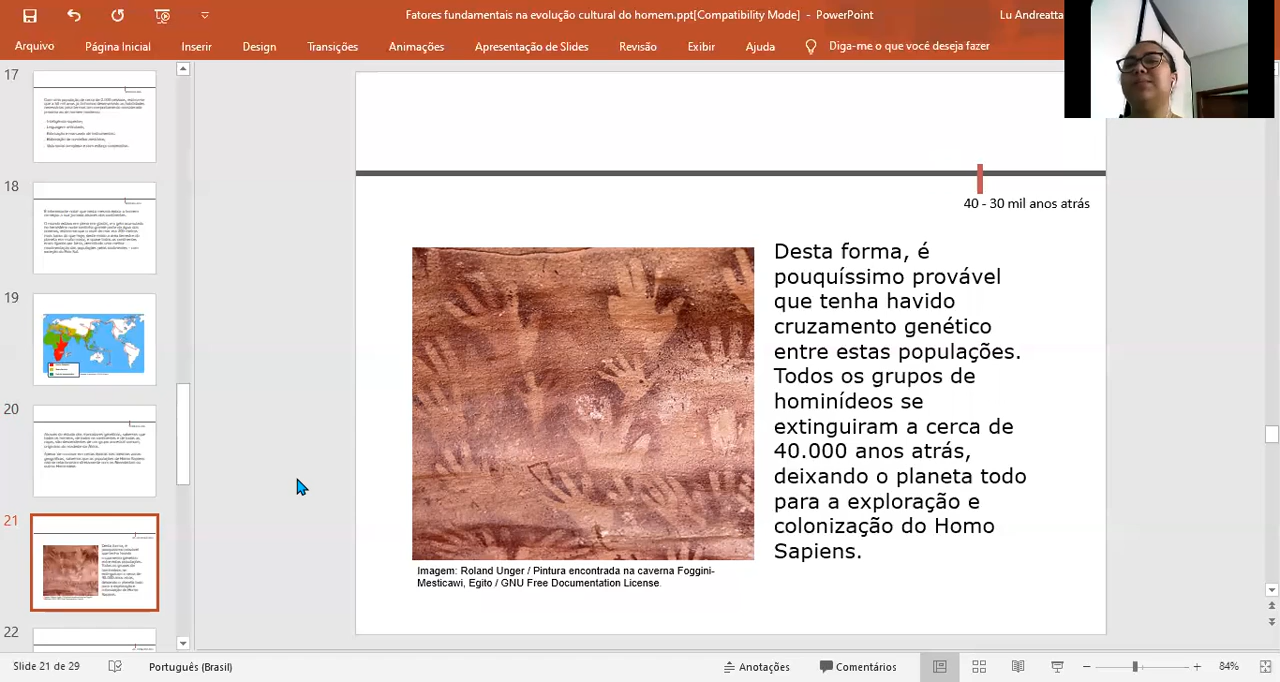 Fatores fundamentais na evolução cultural do homem.ppt[Compatibility Mode] - PowerPoint
Lu Andreatta
Arquivo
Página Inicial
Inserir
Design
Transições
Animações
Apresentação de Slides
Revisão
Exibir
Ajuda
Diga-me o que você deseja fazer
17
18
19
20
21
22
40 - 30 mil anos atrás
Desta forma, é
pouquíssimo provável
que tenha havido
cruzamento genético
entre estas populações.
Todos os grupos de
hominídeos se
extinguiram a cerca de
40.000 anos atrás,
deixando o planeta todo
para a exploração e
colonização do Homo
Sapiens.
Imagem: Roland Unger / Pintura encontrada na caverna Foggini-
Mesticawi, Egito / GNU Free Documentation License.
Slide 21 de 29
Português (Brasil)
Anotações
Comentários
84%